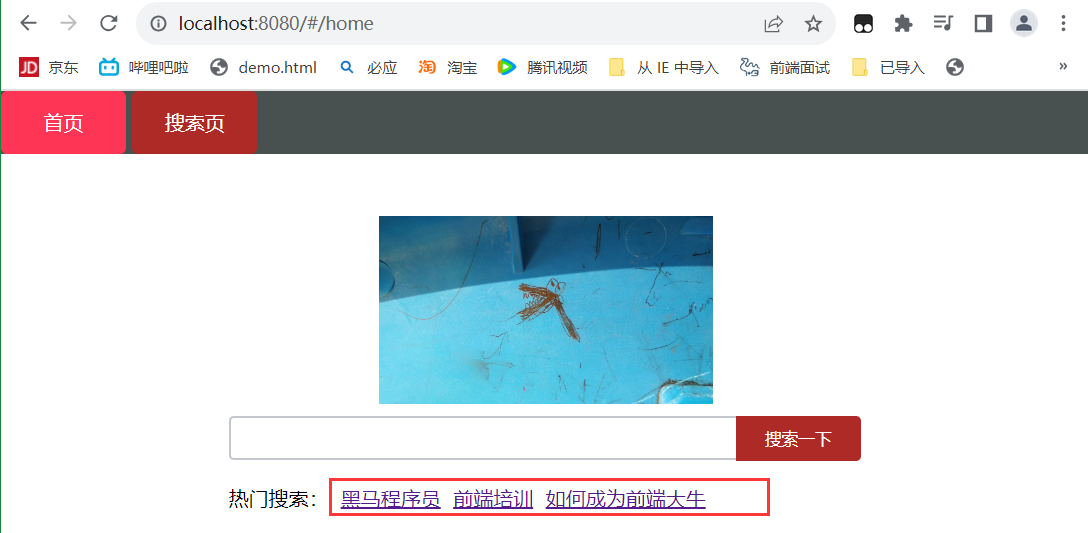 localhost:8080/#/home
JD 京东 哔哩吧啦 demo.html 必应 淘 淘宝 腾讯视频 从 IE 中导入 前端面试 已导入 »
首页 搜索页
搜索一下
热门搜索： 黑马程序员 前端培训 如何成为前端大牛